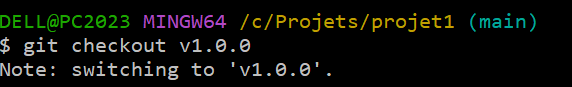 DELL@PC2023 MINGW64 /c/Projets/projet1 (main)
$ git checkout v1.0.0
Note: switching to 'v1.0.0'.